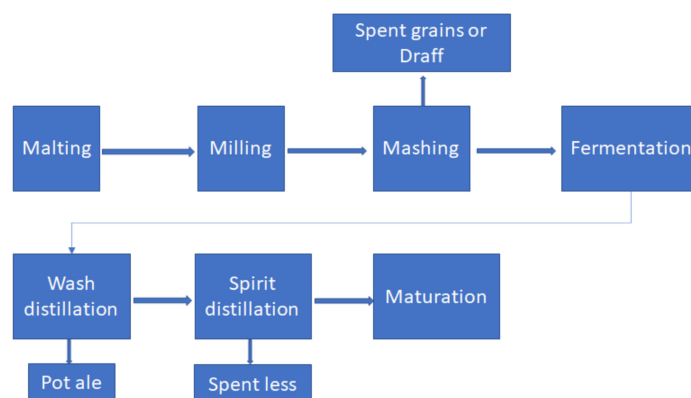 Spent grains or
Draff
Malting
Milling
Mashing
Fermentation
Wash
distillation
Spirit
distillation
Maturation
Pot ale
Spent less